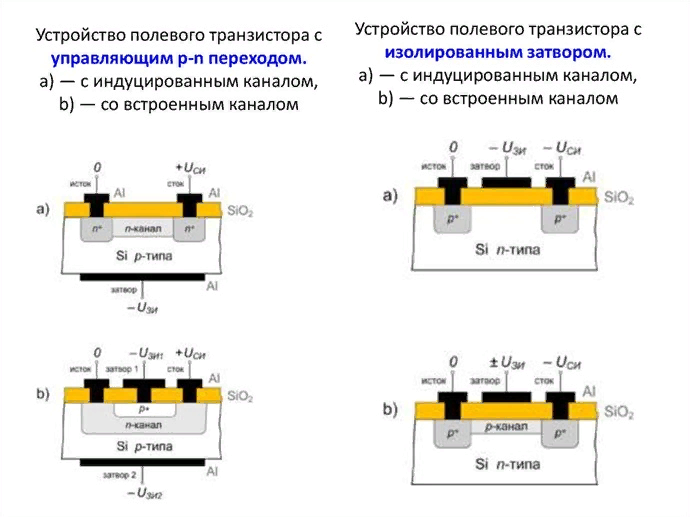 Устройство полевого транзистора с
управляющим p-n переходом.
a) — с индуцированным каналом,
b) — со встроенным каналом
0 +UСИ
исток сток
Al Al
a) SiO2
n+ n-канал n+
Si p-типа
затвор Al
– UЗИ
0 – UЗИ1 +UСИ
исток затвор 1 сток
Al
b) SiO2
p+
n-канал
Si p-типа
затвор 2 Al
–UЗИ2
Устройство полевого транзистора с
изолированным затвором.
a) — с индуцированным каналом,
b) — со встроенным каналом
0 – UЗИ – UСИ
исток затвор сток
Al
a) SiO2
p+ p+
Si n-типа
0 ± UЗИ – UСИ
исток затвор сток
Al
b) SiO2
p+ p-канал p+
Si n-типа